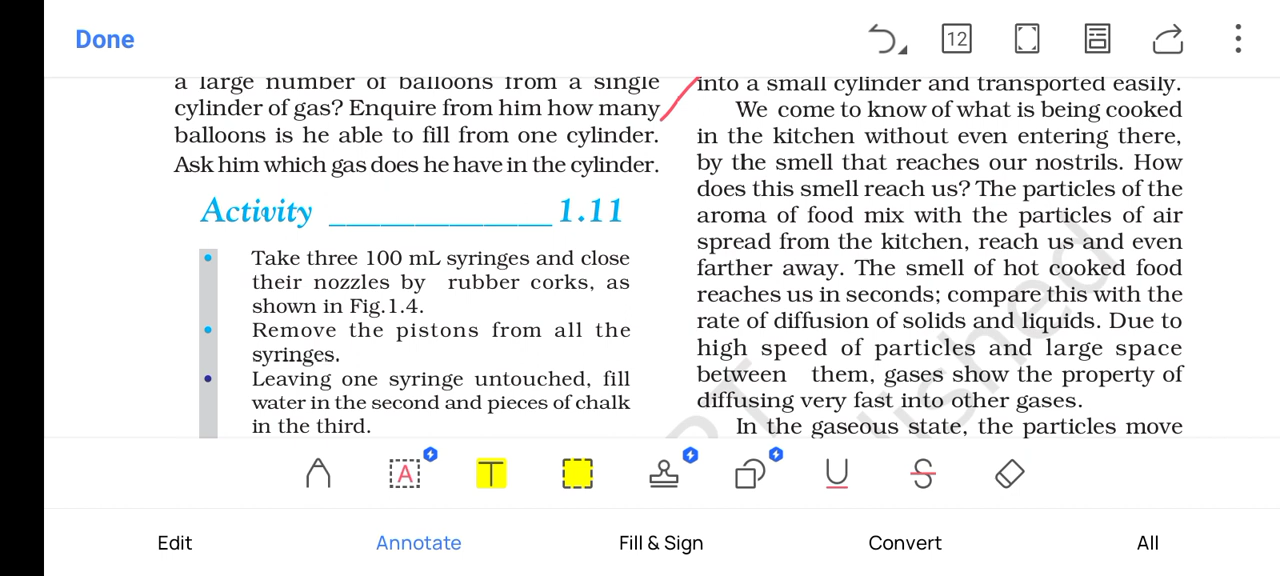 Done
12
a large number of balloons from a single
cylinder of gas? Enquire from him how many
balloons is he able to fill from one cylinder.
Ask him which gas does he have in the cylinder.
Activity ______________ 1.11
• Take three 100 mL syringes and close
their nozzles by rubber corks, as
shown in Fig.1.4.
• Remove the pistons from all the
syringes.
• Leaving one syringe untouched, fill
water in the second and pieces of chalk
in the third.
into a small cylinder and transported easily.
We come to know of what is being cooked
in the kitchen without even entering there,
by the smell that reaches our nostrils. How
does this smell reach us? The particles of the
aroma of food mix with the particles of air
spread from the kitchen, reach us and even
farther away. The smell of hot cooked food
reaches us in seconds; compare this with the
rate of diffusion of solids and liquids. Due to
high speed of particles and large space
between them, gases show the property of
diffusing very fast into other gases.
In the gaseous state, the particles move
A T U S
Edit Annotate Fill & Sign Convert All